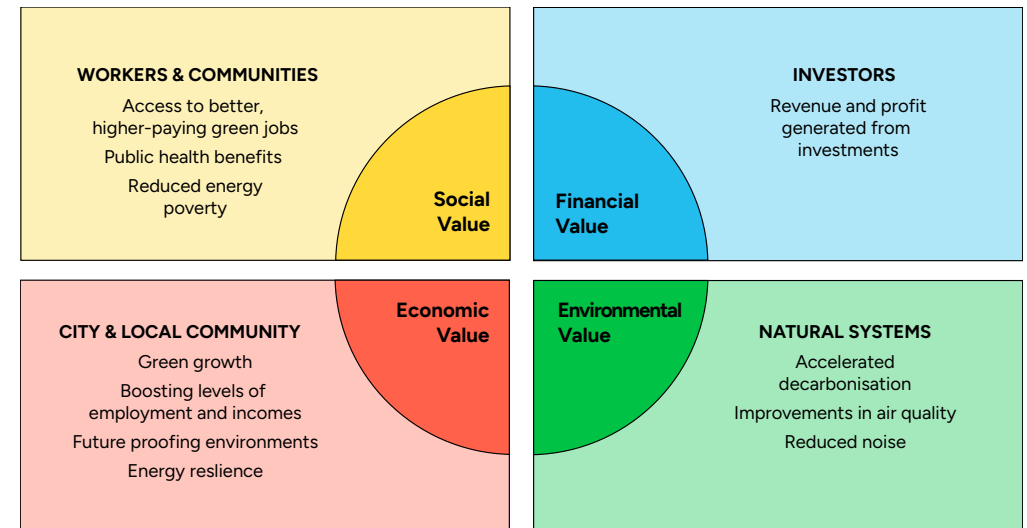 WORKERS & COMMUNITIES
Access to better,
higher-paying green jobs
Public health benefits
Reduced energy
poverty
Social
Value
INVESTORS
Revenue and profit
generated from
investments
Financial
Value
CITY & LOCAL COMMUNITY
Green growth
Boosting levels of
employment and incomes
Future proofing environments
Energy reslience
Economic
Value
Environmental
Value
NATURAL SYSTEMS
Accelerated
decarbonisation
Improvements in air quality
Reduced noise